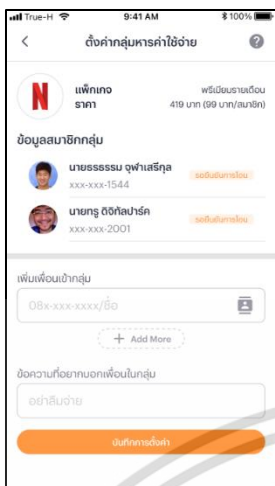 True-H 9:41 AM 100%
ตั้งค่ากลุ่มหารค่าใช้จ่าย ?
N
แพ็กเกจ พรีเมียมรายเดือน
ราคา 419 บาท (99 บาท/สมาชิก)
ข้อมูลสมาชิกกลุ่ม
นายธรรธรรม จุฬาเสรีกุล
xxx-xxx-1544 รอยืนยันการโอน
นายทรู ดิจิทัลปาร์ค
xxx-xxx-2001 รอยืนยันการโอน
เพิ่มเพื่อนเข้ากลุ่ม
08x-xxx-xxxx/ชื่อ
+ Add More
ข้อความที่อยากบอกเพื่อนในกลุ่ม
อย่าลืมจ่าย
บันทึกการตั้งค่า